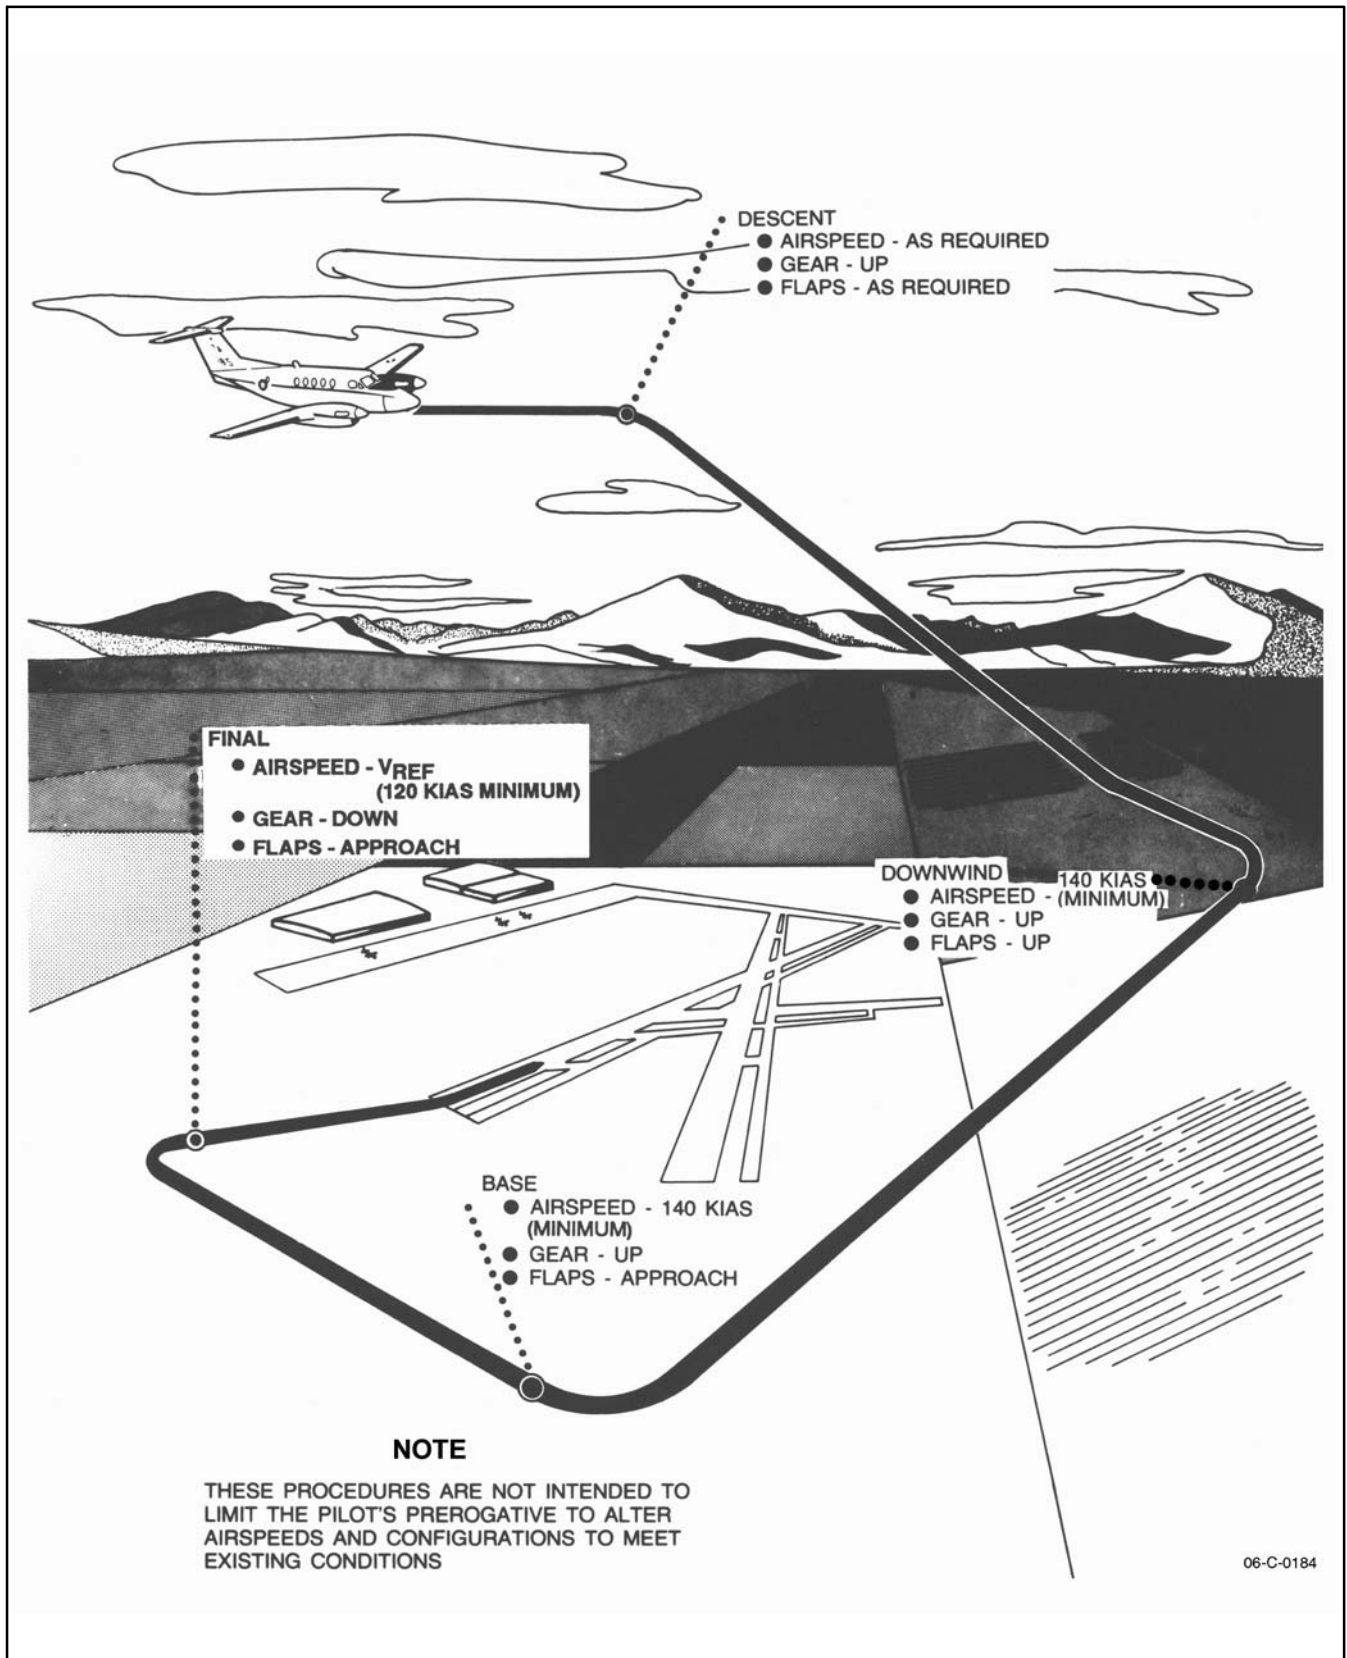 DESCENT
● AIRSPEED - AS REQUIRED
● GEAR - UP
● FLAPS - AS REQUIRED
FINAL
● AIRSPEED - VREF
(120 KIAS MINIMUM)
● GEAR - DOWN
● FLAPS - APPROACH
DOWNWIND
● AIRSPEED - 140 KIAS (MINIMUM)
● GEAR - UP
● FLAPS - UP
BASE
● AIRSPEED - 140 KIAS
(MINIMUM)
● GEAR - UP
● FLAPS - APPROACH
NOTE
THESE PROCEDURES ARE NOT INTENDED TO
LIMIT THE PILOT'S PREROGATIVE TO ALTER
AIRSPEEDS AND CONFIGURATIONS TO MEET
EXISTING CONDITIONS
06-C-0184